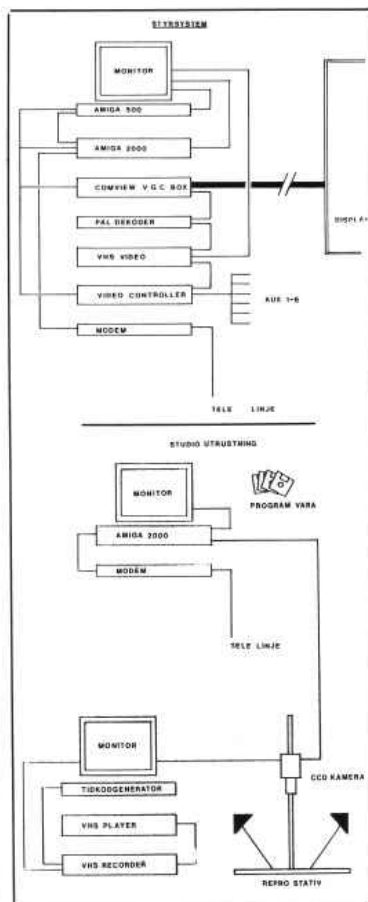 STYRSYSTEM
MONITOR
AMIGA 500
AMIGA 2000
COMVIEW V.G.C BOX
PAL DEKODER
DISPLAY
VHS VIDEO
VIDEO CONTROLLER
AUX 1-6
MODEM
TELE LINJE
STUDIO UTRUSTNING
MONITOR
PROGRAM VARA
AMIGA 2000
MODEM
TELE LINJE
MONITOR
CCD KAMERA
TIDKODGENERATOR
VHS PLAYER
VHS RECORDER
REPRO STATIV